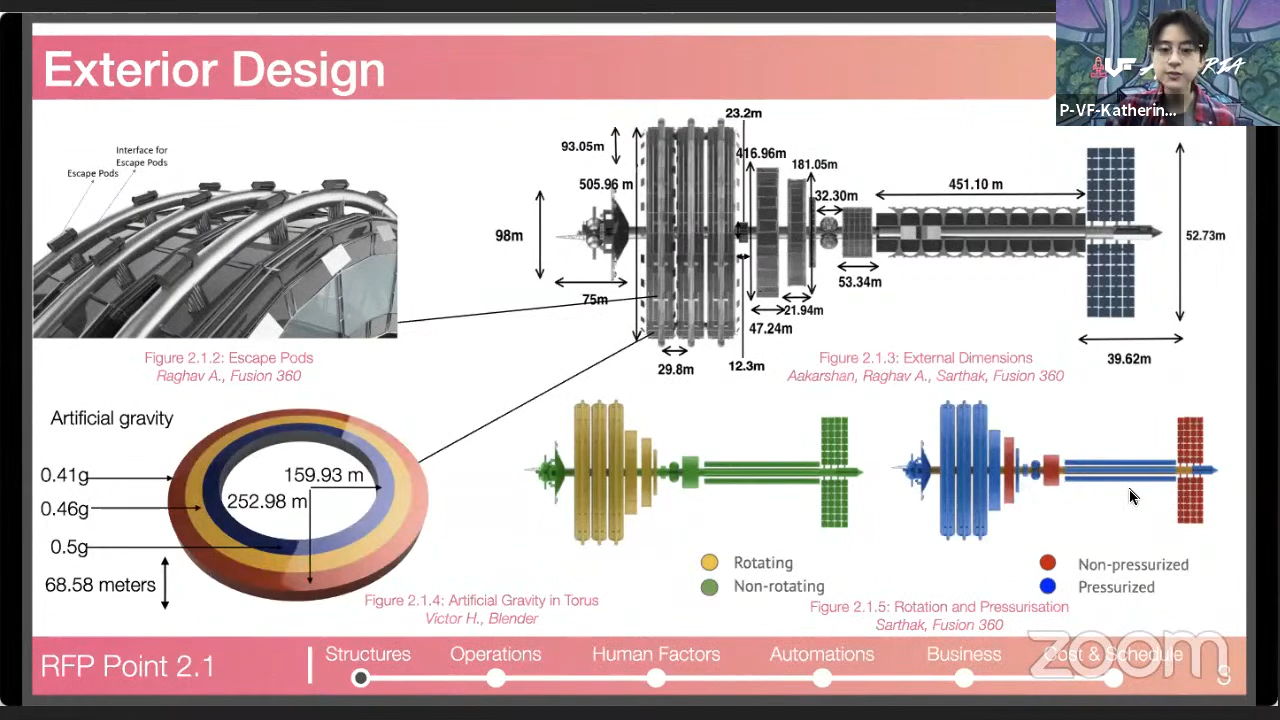 Exterior Design
VF
P-VF-Katherin...
Interface for
Escape Pods
Escape Pods
Figure 2.1.2: Escape Pods
Raghav A., Fusion 360
23.2m
93.05m
416.96m
181.05m
505.96 m
32.30m
451.10 m
98m
52.73m
53.34m
75m
21.94m
47.24m
29.8m
12.3m
39.62m
Figure 2.1.3: External Dimensions
Aakarshan, Raghav A., Sarthak, Fusion 360
Artificial gravity
0.41g
0.46g
0.5g
68.58 meters
159.93 m
252.98 m
Figure 2.1.4: Artificial Gravity in Torus
Victor H., Blender
Rotating
Non-rotating
Non-pressurized
Pressurized
Figure 2.1.5: Rotation and Pressurisation
Sarthak, Fusion 360
RFP Point 2.1
Structures
Operations
Human Factors
Automations
Business
Cost & Schedule
zoom
9